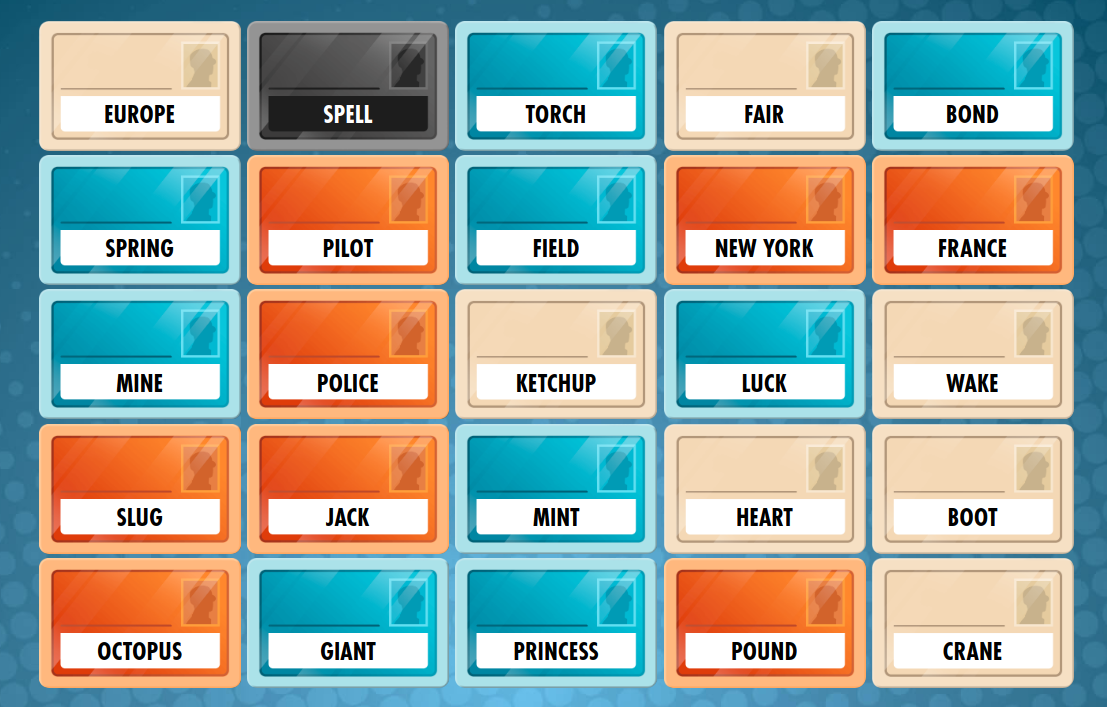 EUROPE
SPELL
TORCH
FAIR
BOND
SPRING
PILOT
FIELD
NEW YORK
FRANCE
MINE
POLICE
KETCHUP
LUCK
WAKE
SLUG
JACK
MINT
HEART
BOOT
OCTOPUS
GIANT
PRINCESS
POUND
CRANE